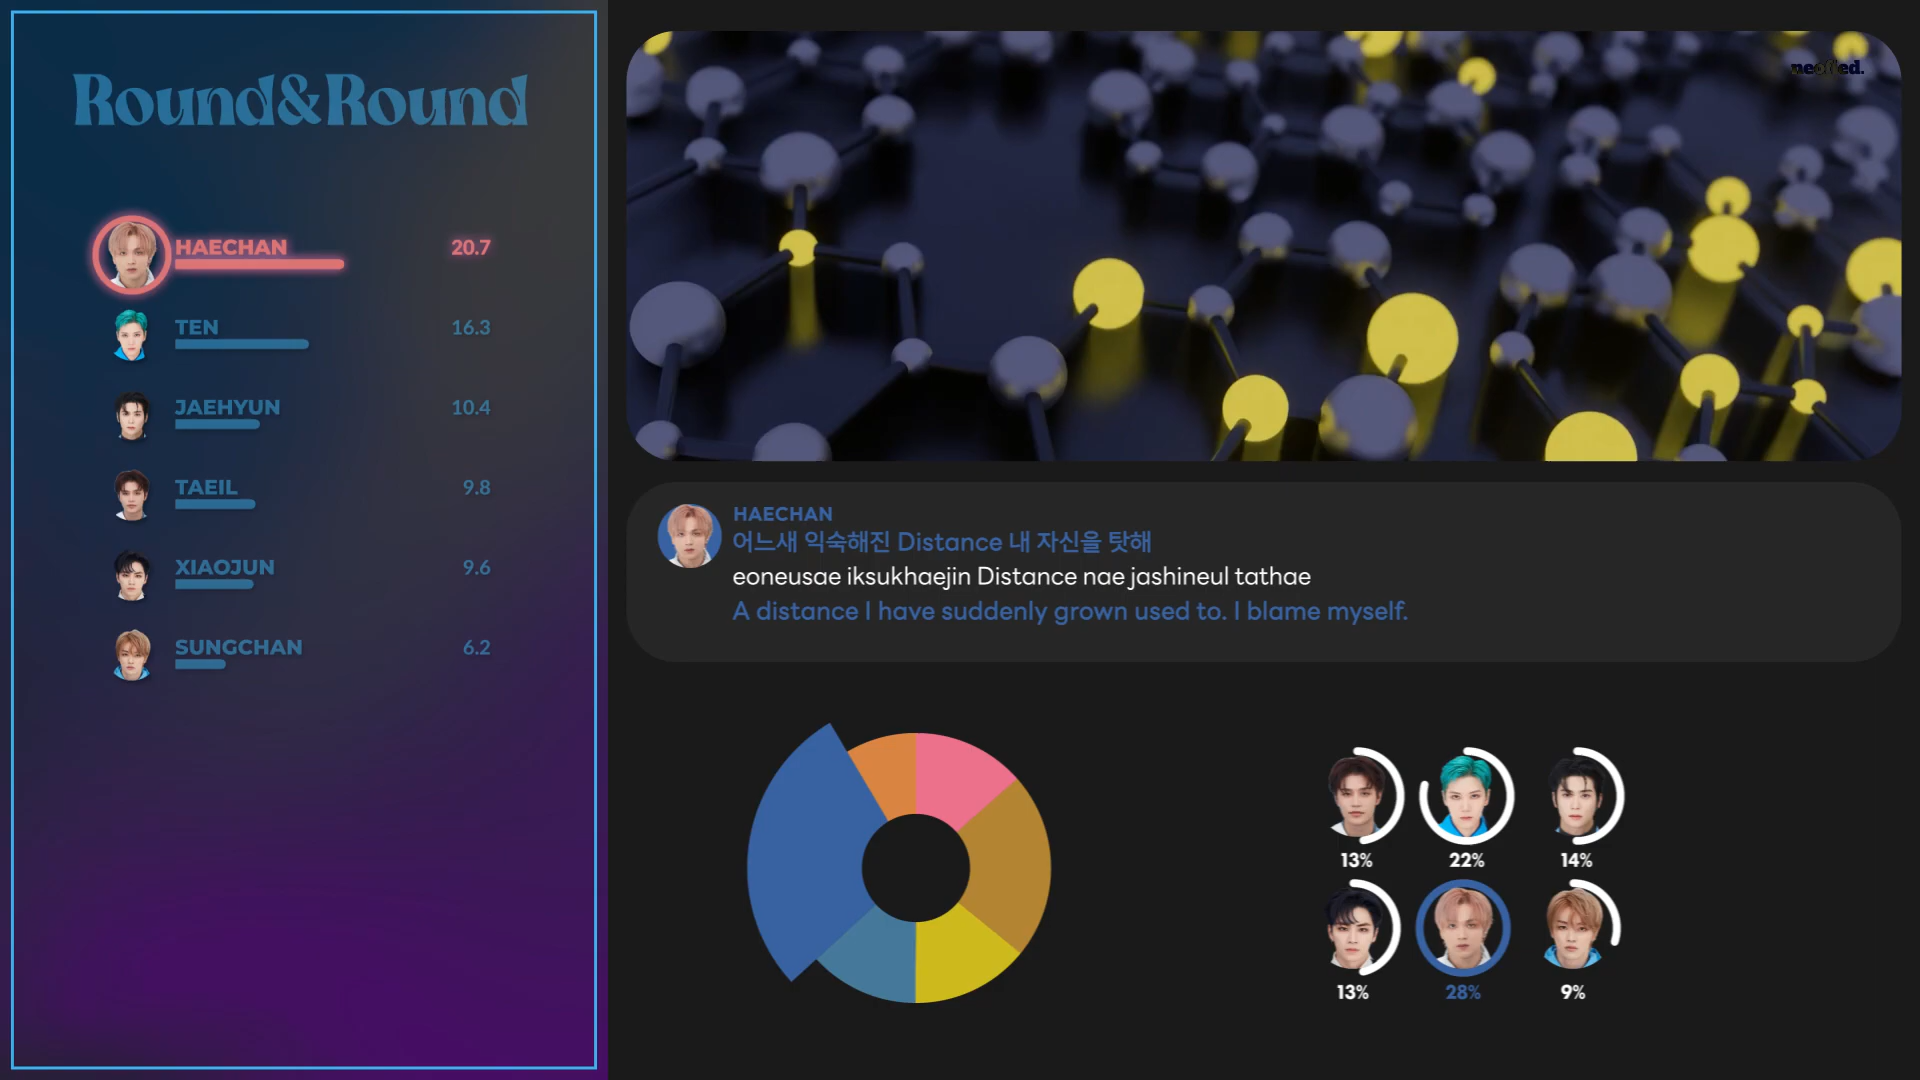 Round&Round
HAECHAN 20.7
TEN 16.3
JAEHYUN 10.4
TAEIL 9.8
XIAOJUN 9.6
SUNGCHAN 6.2
HAECHAN
어느새 익숙해진 Distance 내 자신을 탓해
eoneusae iksukhaejin Distance nae jashineul tathae
A distance I have suddenly grown used to. I blame myself.
13% 22% 14%
13% 28% 9%